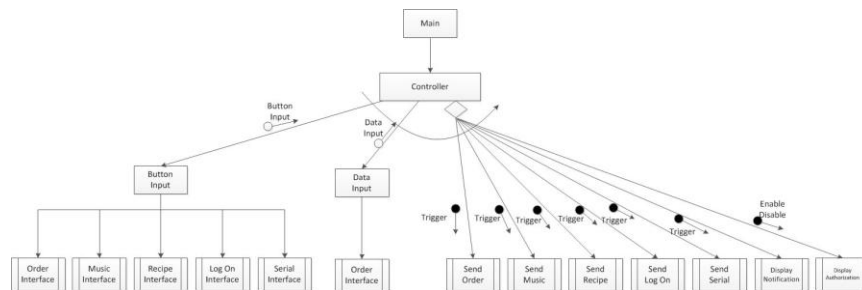 Main
Controller
Button
Input
Data
Input
Button
Input
Data
Input
Enable
Disable
Trigger
Trigger
Trigger
Trigger
Trigger
Trigger
Order
Interface
Music
Interface
Recipe
Interface
Log On
Interface
Serial
Interface
Order
Interface
Send
Order
Send
Music
Send
Recipe
Send
Log On
Send
Serial
Display
Notification
Display
Authorization